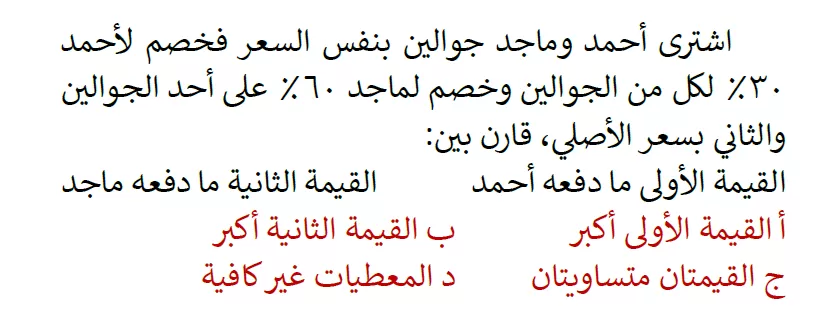 اشترى أحمد وماجد جوالين بنفس السعر فخصم لأحمد
٣٠٪ لكل من الجوالين وخصم لماجد ٦٠٪ على أحد الجوالين
والثاني بسعر الأصلي، قارن بين:
القيمة الأولى ما دفعه أحمد القيمة الثانية ما دفعه ماجد
أ القيمة الأولى أكبر ب القيمة الثانية أكبر
ج القيمتان متساويتان د المعطيات غير كافية